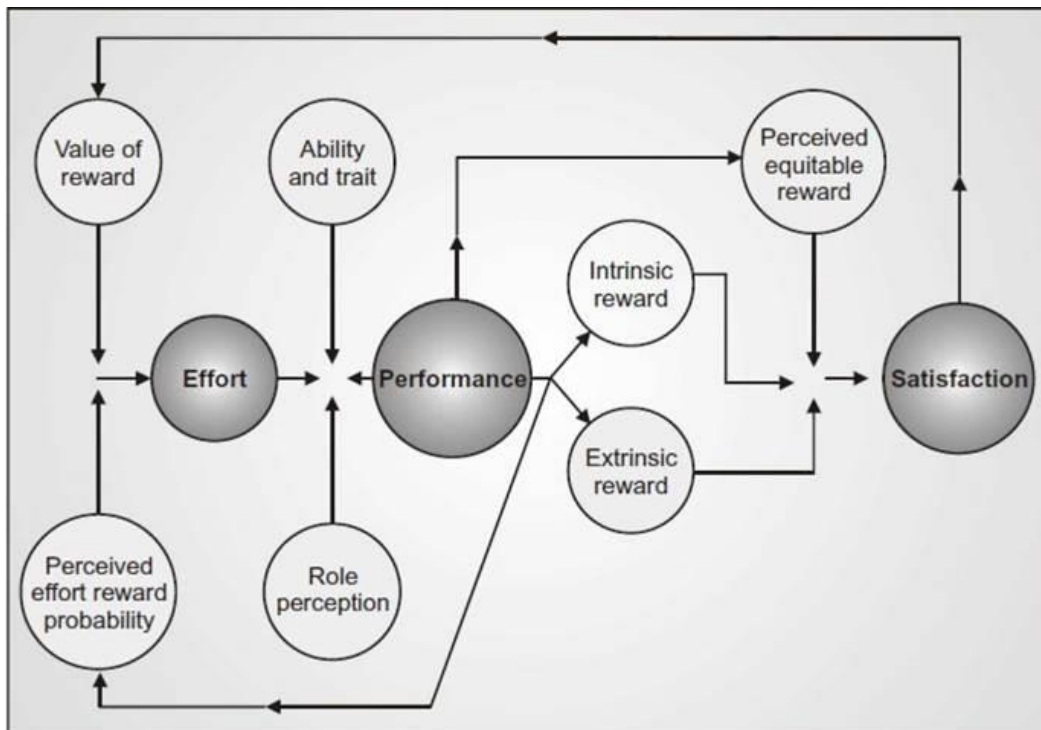 Value of
reward
Ability
and trait
Perceived
equitable
reward
Intrinsic
reward
Effort
Performance
Satisfaction
Extrinsic
reward
Perceived
effort reward
probability
Role
perception